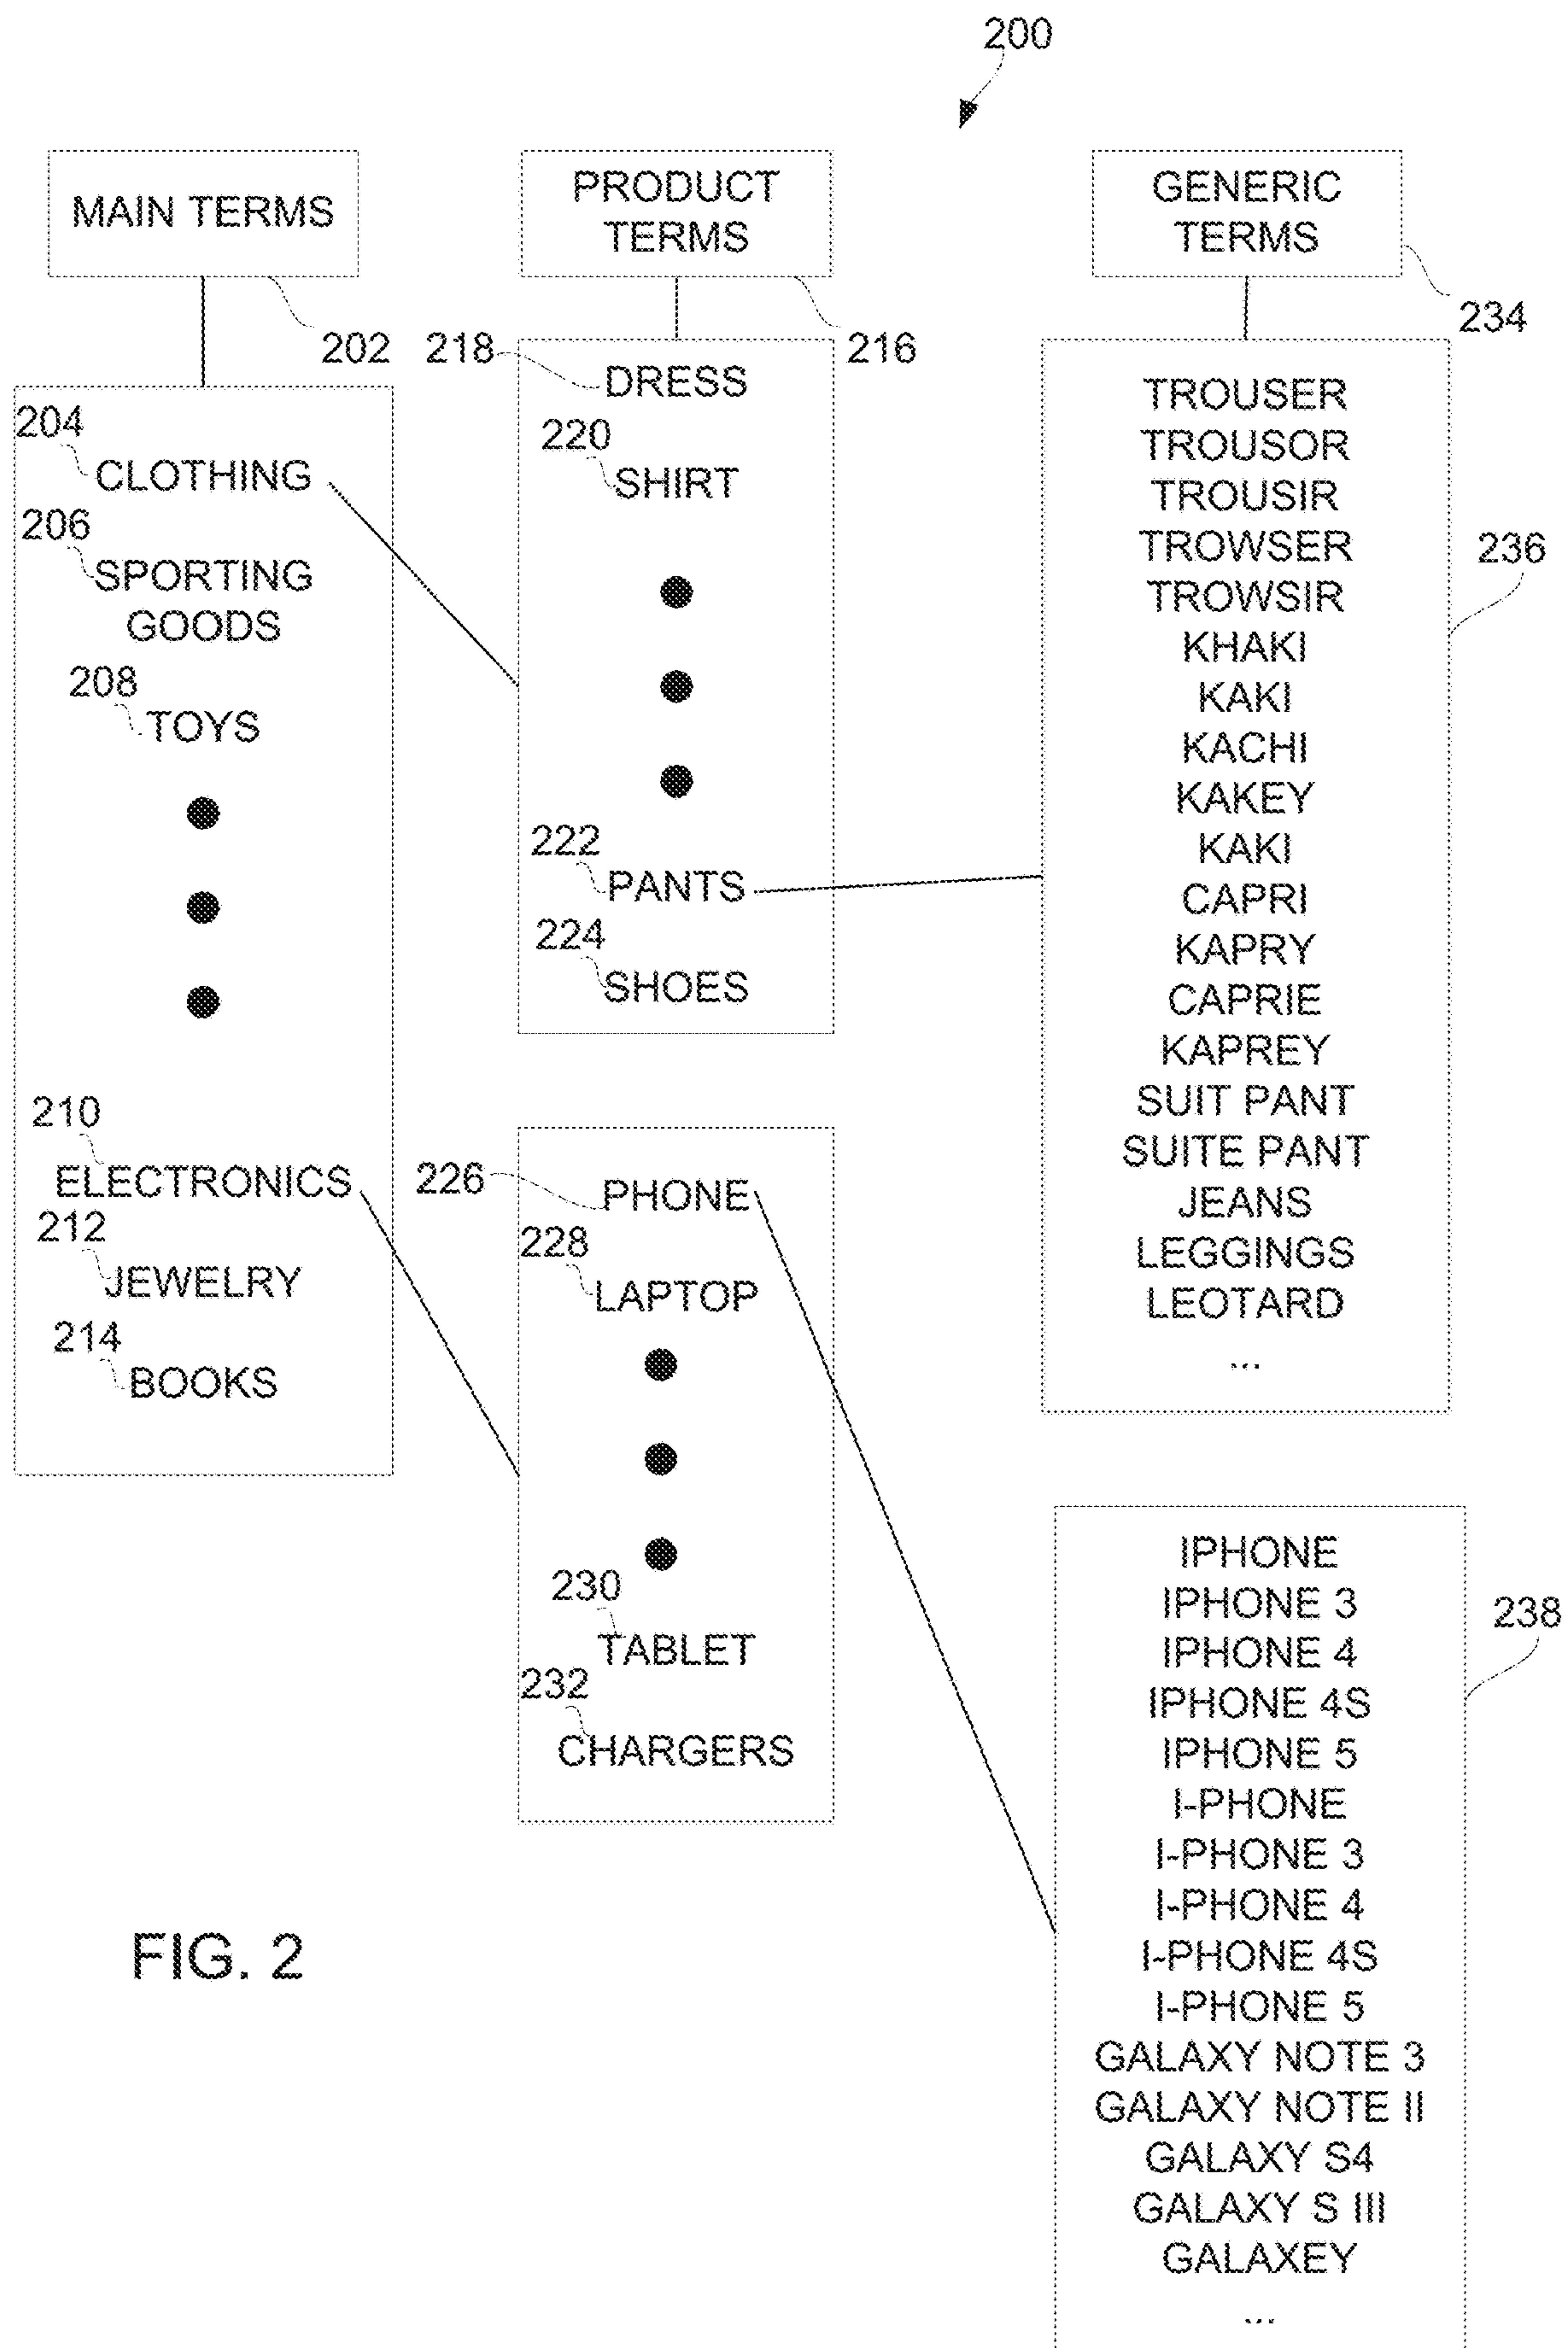 200
MAIN TERMS
202
204
CLOTHING
206
SPORTING
GOODS
208
TOYS
210
ELECTRONICS
212
JEWELRY
214
BOOKS
PRODUCT
TERMS
216
218
DRESS
220
SHIRT
222
PANTS
224
SHOES
226
PHONE
228
LAPTOP
230
TABLET
232
CHARGERS
GENERIC
TERMS
234
TROUSER
TROUSOR
TROUSIR
TROWSER
TROWSIR
KHAKI
KAKI
KACHI
KAKEY
KAKI
CAPRI
KAPRY
CAPRIE
KAPREY
SUIT PANT
SUITE PANT
JEANS
LEGGINGS
LEOTARD
...
236
IPHONE
IPHONE 3
IPHONE 4
IPHONE 4S
IPHONE 5
I-PHONE
I-PHONE 3
I-PHONE 4
I-PHONE 4S
I-PHONE 5
GALAXY NOTE 3
GALAXY NOTE II
GALAXY S4
GALAXY S III
GALAXEY
...
238
FIG. 2